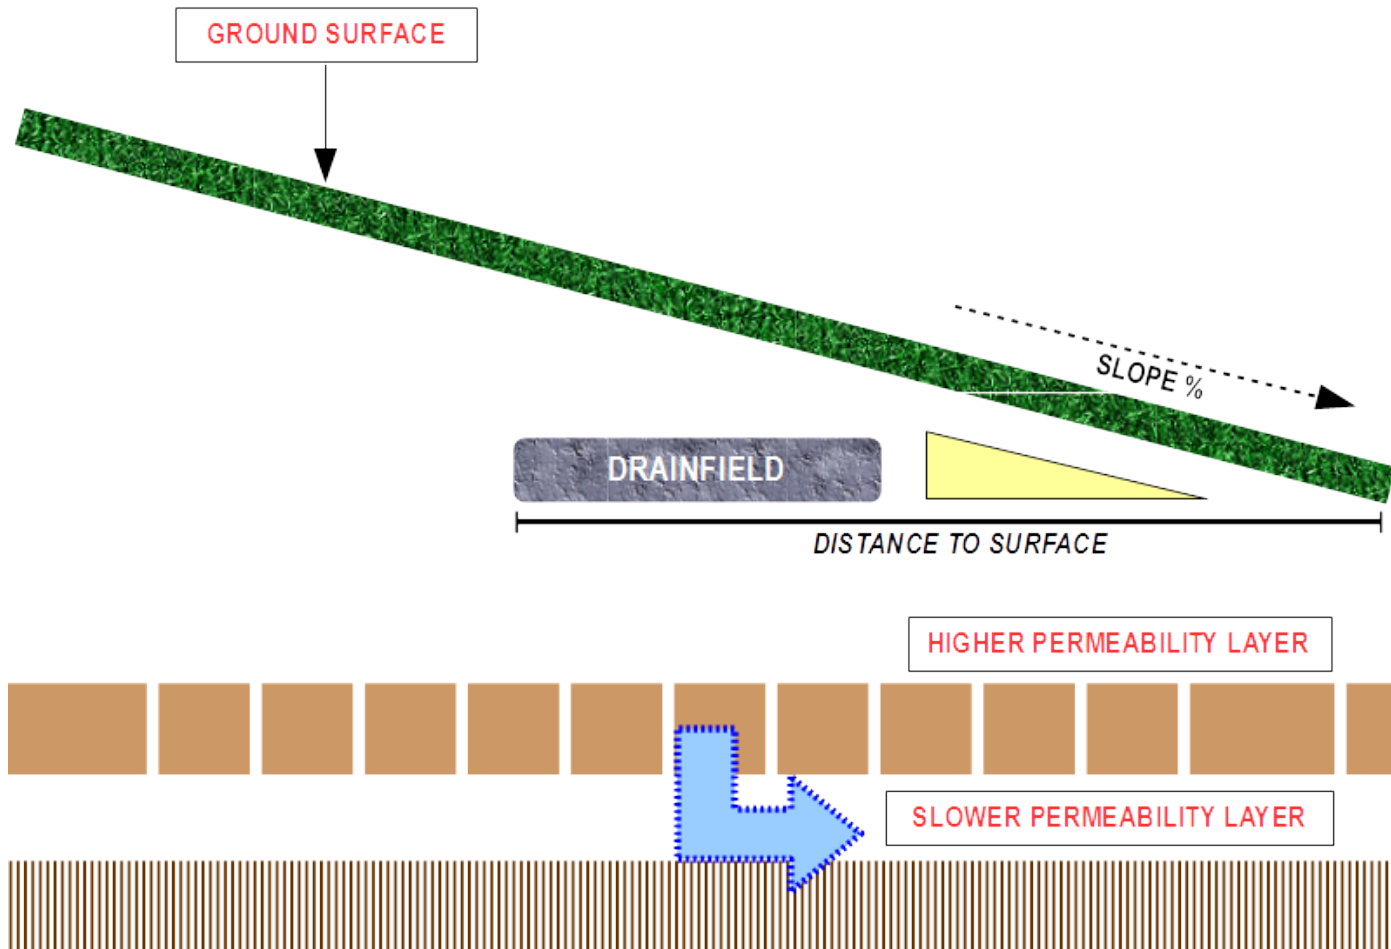 GROUND SURFACE
SLOPE %
DRAINFIELD
DISTANCE TO SURFACE
HIGHER PERMEABILITY LAYER
SLOWER PERMEABILITY LAYER